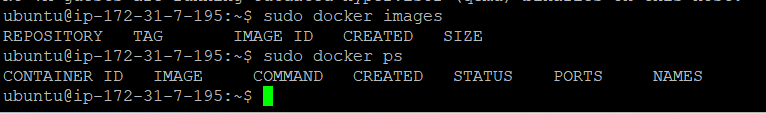 ubuntu@ip-172-31-7-195:~$ sudo docker images
REPOSITORY   TAG       IMAGE ID   CREATED   SIZE
ubuntu@ip-172-31-7-195:~$ sudo docker ps
CONTAINER ID   IMAGE     COMMAND   CREATED   STATUS    PORTS     NAMES
ubuntu@ip-172-31-7-195:~$